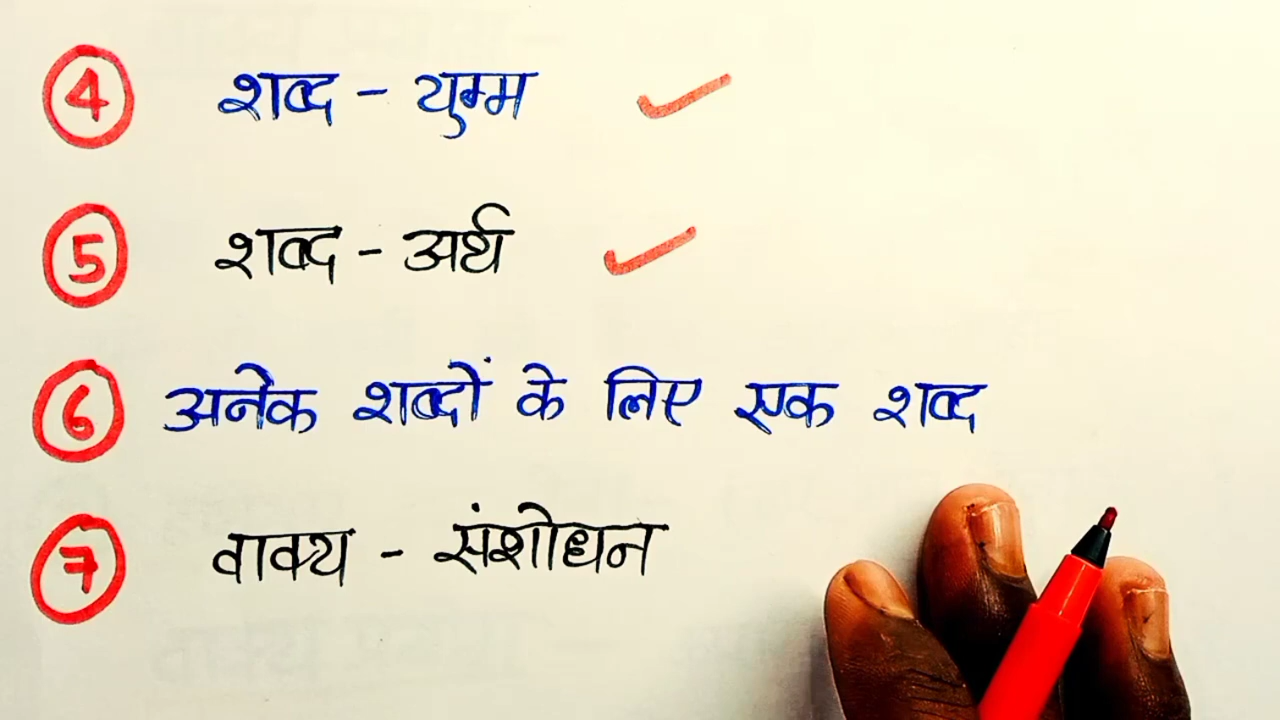 4 शब्द - युग्म
5 शब्द - अर्थ
6 अनेक शब्दों के लिए एक शब्द
7 वाक्य - संशोधन